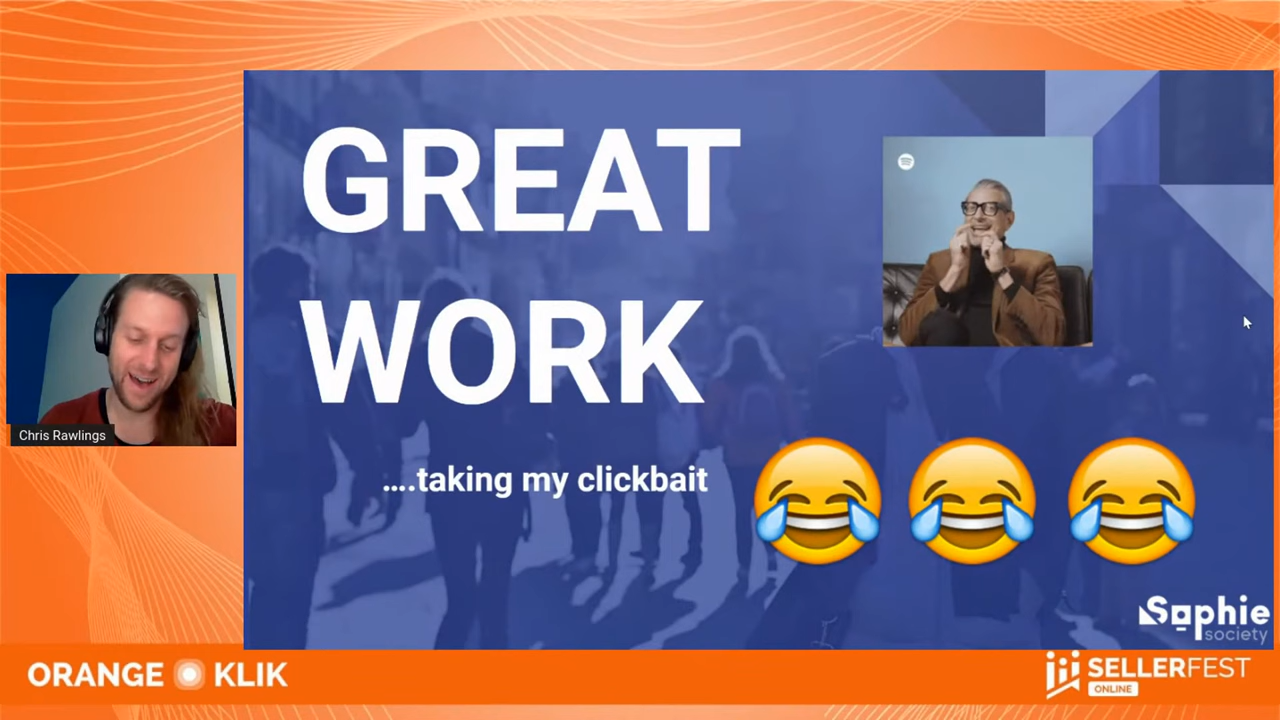 GREAT
WORK
....taking my clickbait
Chris Rawlings
Sophie
society
ORANGE KLIK
SELLERFEST
ONLINE